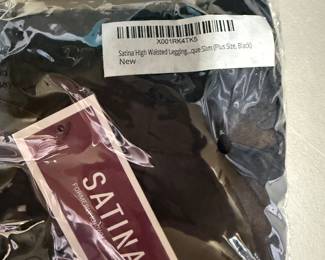 X001RK4TK5
Satina High Waisted Legging...que Slim (Plus Size, Black)
New
SATINA